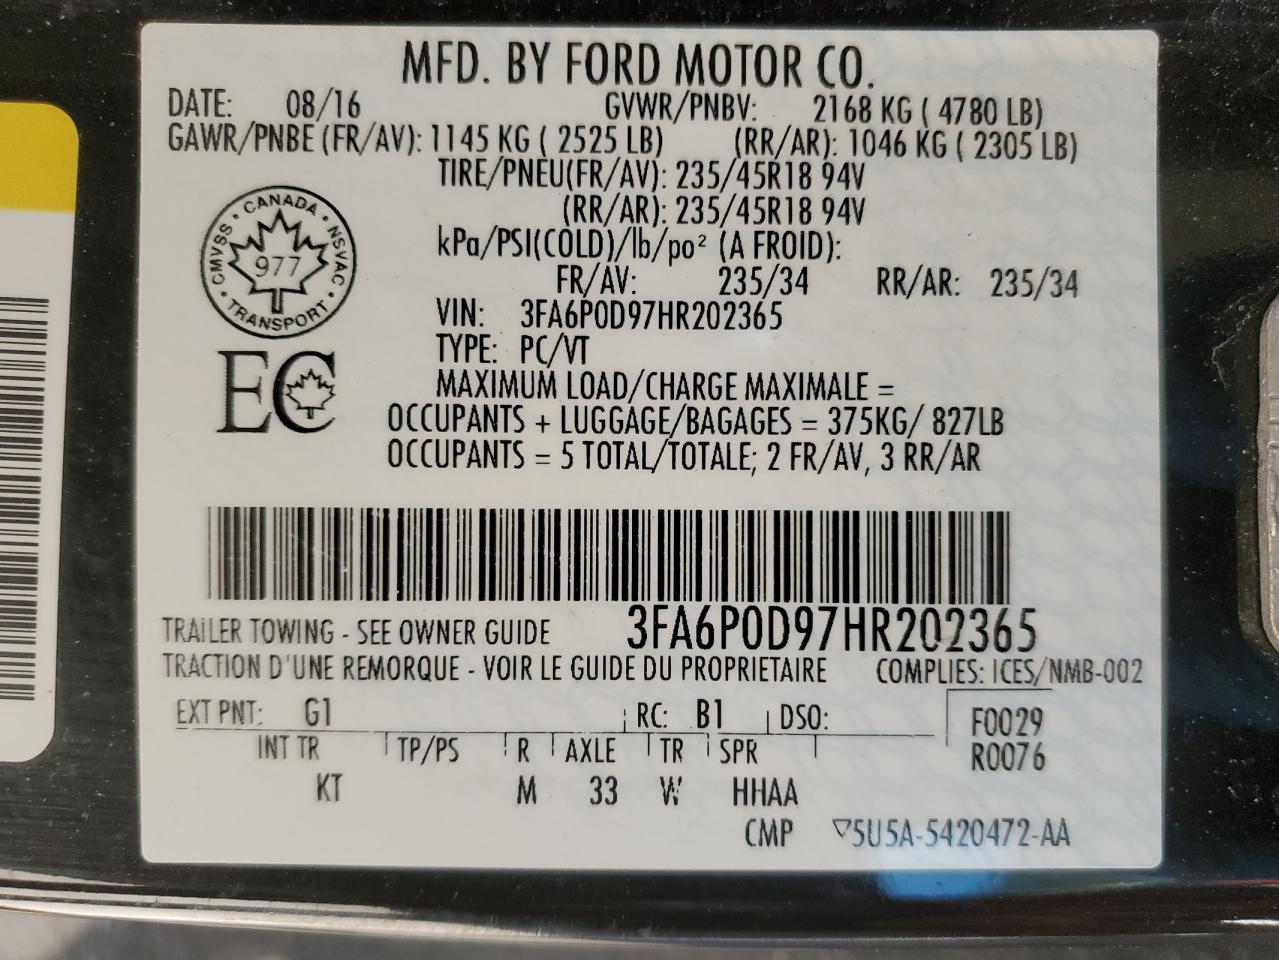 MFD. BY FORD MOTOR CO.
DATE: 08/16 GVWR/PNBV: 2168 KG ( 4780 LB)
GAWR/PNBE (FR/AV): 1145 KG ( 2525 LB) (RR/AR): 1046 KG ( 2305 LB)
TIRE/PNEU(FR/AV): 235/45R18 94V
(RR/AR): 235/45R18 94V
kPa/PSI(COLD)/lb/po² (A FROID):
FR/AV: 235/34 RR/AR: 235/34
VIN: 3FA6P0D97HR202365
TYPE: PC/VT
MAXIMUM LOAD/CHARGE MAXIMALE =
OCCUPANTS + LUGGAGE/BAGAGES = 375KG/ 827LB
OCCUPANTS = 5 TOTAL/TOTALE; 2 FR/AV, 3 RR/AR
CANADA · NSVAC · TRANSPORT · CMVSS ·
977
EC
3FA6P0D97HR202365
TRAILER TOWING - SEE OWNER GUIDE
TRACTION D'UNE REMORQUE - VOIR LE GUIDE DU PROPRIETAIRE COMPLIES: ICES/NMB-002
EXT PNT: G1 RC: B1 DSO: F0029
INT TR TP/PS R AXLE TR SPR R0076
KT M 33 W HHAA
CMP ▽5U5A-5420472-AA